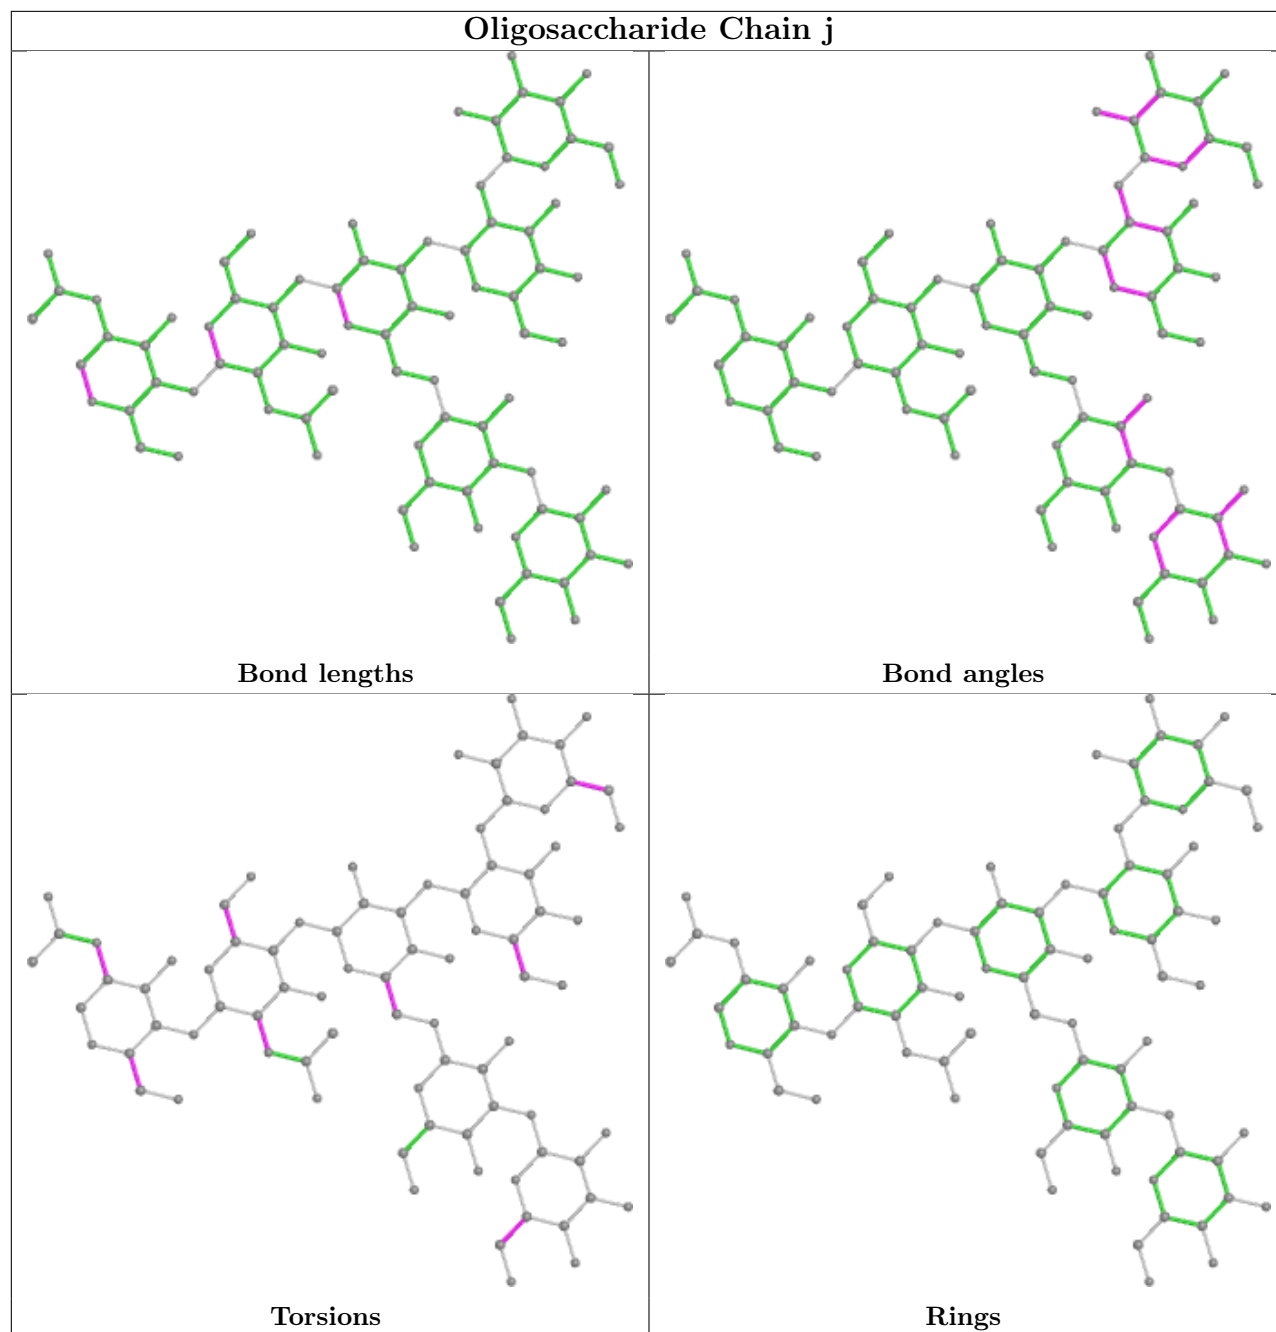 Oligosaccharide Chain j
Bond lengths
Bond angles
Torsions
Rings